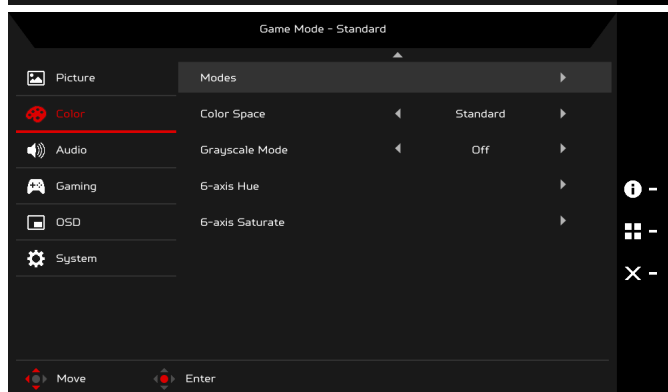 Game Mode - Standard
Picture
Modes
Color
Color Space Standard
Audio
Grayscale Mode Off
Gaming
6-axis Hue
OSD
6-axis Saturate
System
Move Enter